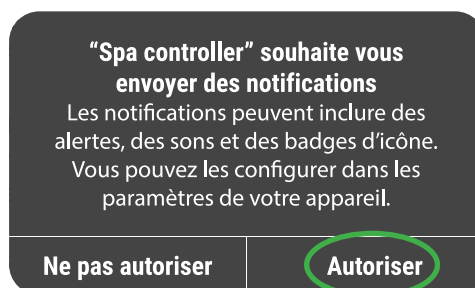 “Spa controller” souhaite vous
envoyer des notifications
Les notifications peuvent inclure des
alertes, des sons et des badges d’icône.
Vous pouvez les configurer dans les
paramètres de votre appareil.
Ne pas autoriser
Autoriser